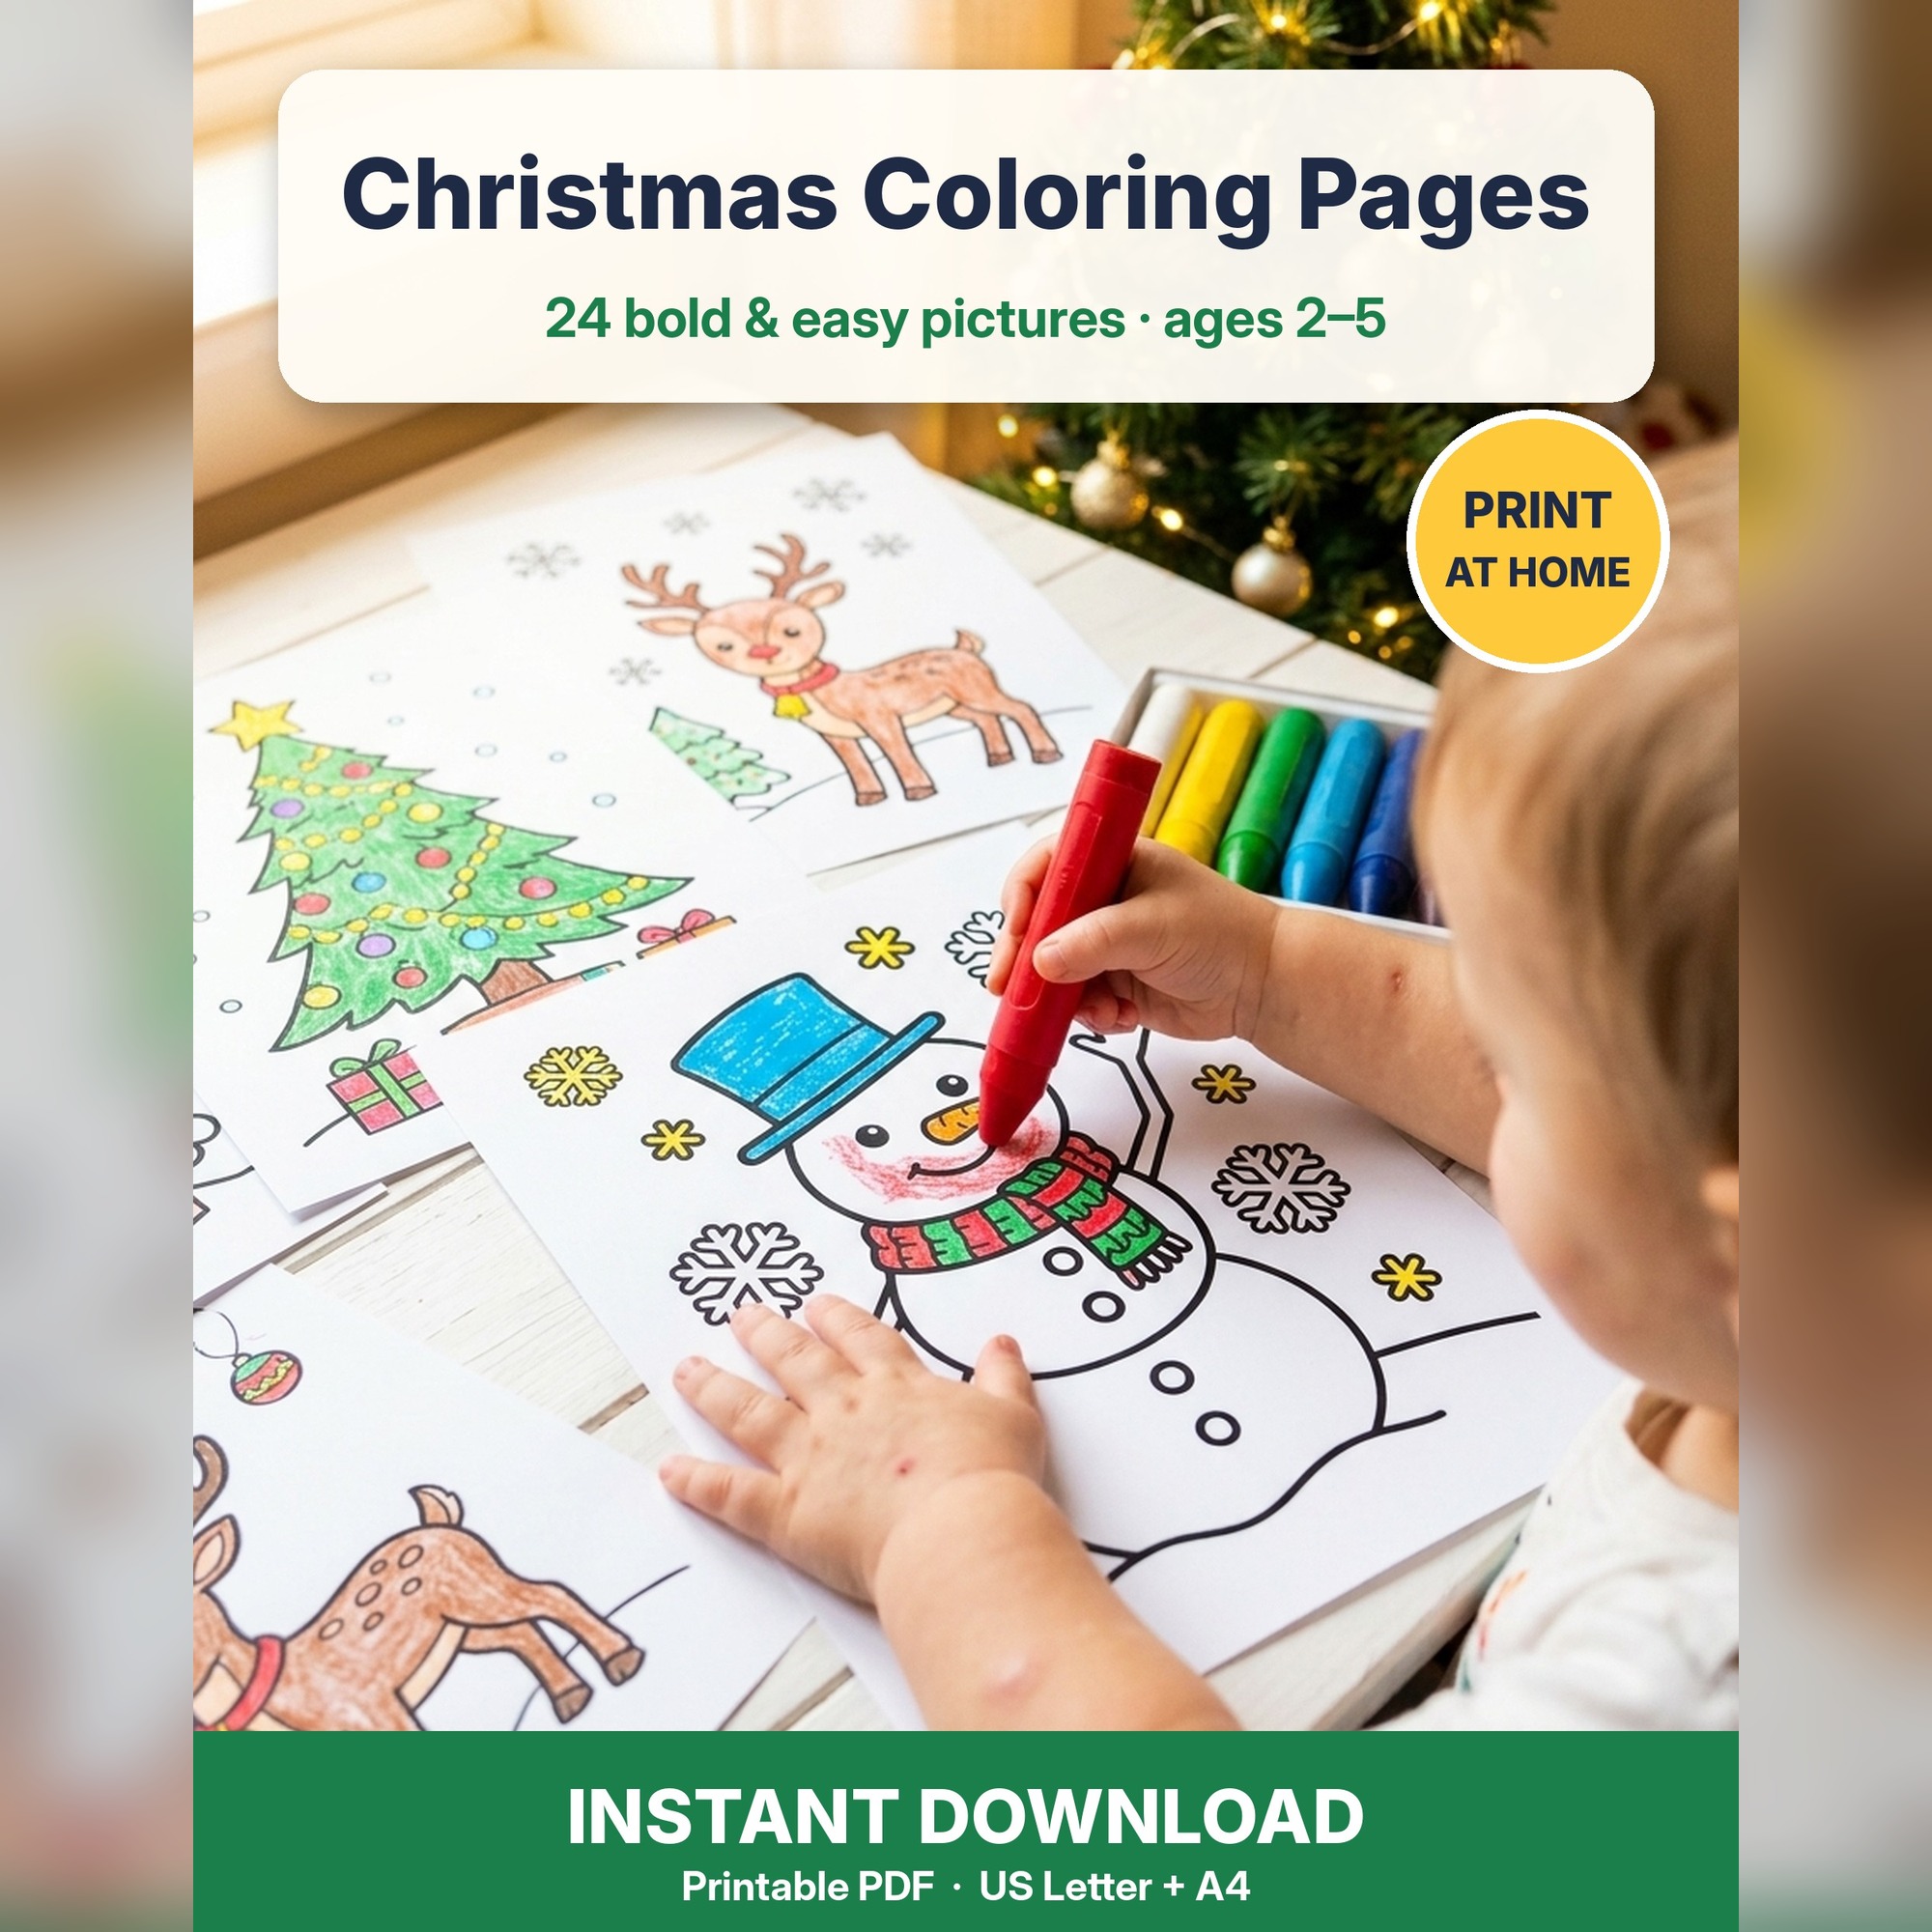 Christmas Coloring Pages
24 bold & easy pictures · ages 2–5
PRINT
AT HOME
INSTANT DOWNLOAD
Printable PDF · US Letter + A4